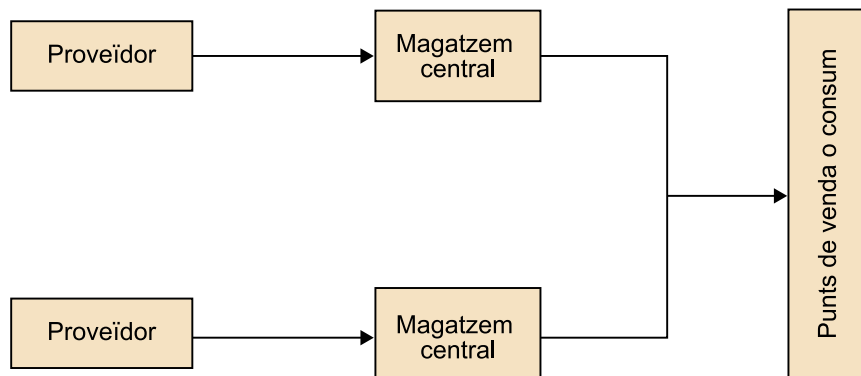 Proveïdor
Magatzem
central
Punts de venda o consum
Proveïdor
Magatzem
central